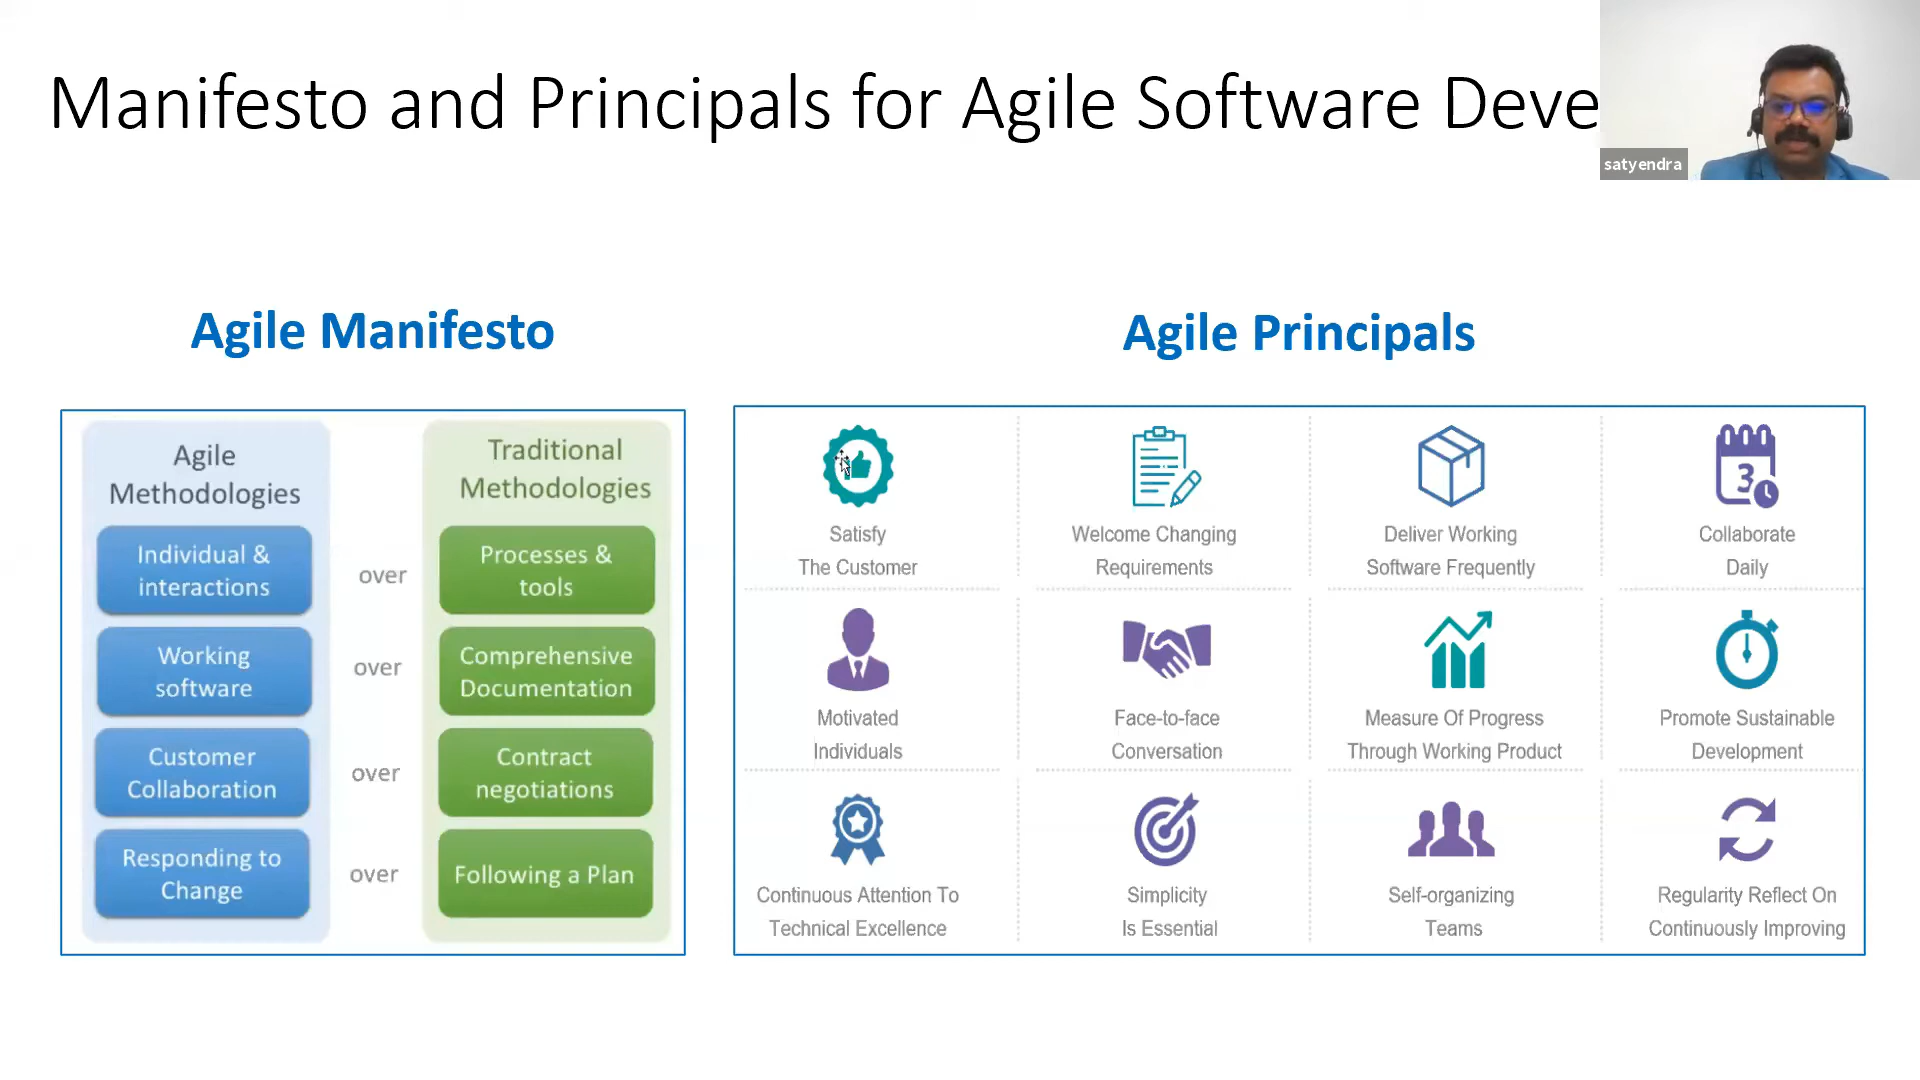 Manifesto and Principals for Agile Software Deve
satyendra
Agile Manifesto
Agile Methodologies
Traditional Methodologies
Individual & interactions
over
Processes & tools
Working software
over
Comprehensive Documentation
Customer Collaboration
over
Contract negotiations
Responding to Change
over
Following a Plan
Agile Principals
3
Satisfy
The Customer
Welcome Changing
Requirements
Deliver Working
Software Frequently
Collaborate
Daily
Motivated
Individuals
Face-to-face
Conversation
Measure Of Progress
Through Working Product
Promote Sustainable
Development
Continuous Attention To
Technical Excellence
Simplicity
Is Essential
Self-organizing
Teams
Regularity Reflect On
Continuously Improving